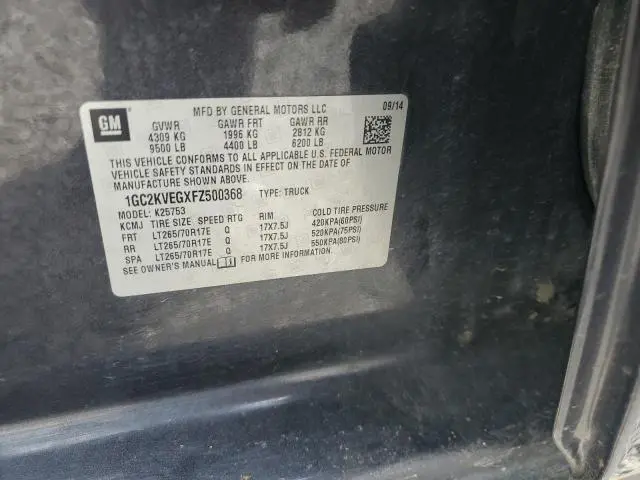 GM
MFD BY GENERAL MOTORS LLC 09/14
GVWR GAWR FRT GAWR RR
4309 KG 1996 KG 2812 KG
9500 LB 4400 LB 6200 LB
THIS VEHICLE CONFORMS TO ALL APPLICABLE U.S. FEDERAL MOTOR
VEHICLE SAFETY STANDARDS IN EFFECT ON THE DATE OF
MANUFACTURE SHOWN ABOVE.
1GC2KVEGXFZ500368 TYPE: TRUCK
MODEL: K25753
KCMJ TIRE SIZE SPEED RTG RIM COLD TIRE PRESSURE
FRT LT265/70R17E Q 17X7.5J 420KPA(60PSI)
RR LT265/70R17E Q 17X7.5J 520KPA(75PSI)
SPA LT265/70R17E Q 17X7.5J 550KPA(80PSI)
SEE OWNER'S MANUAL FOR MORE INFORMATION.